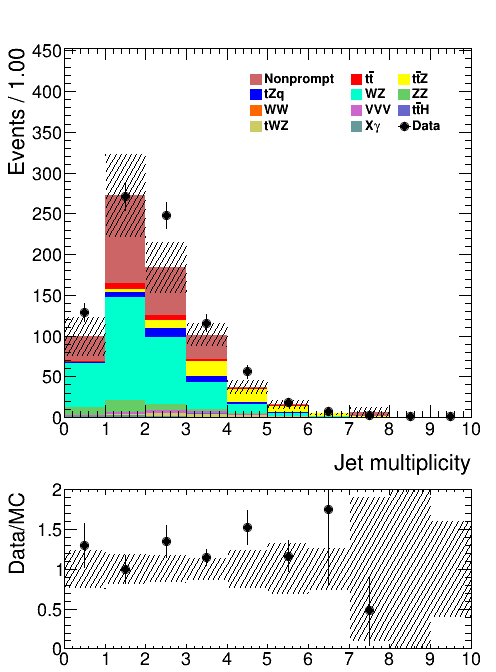 Events / 1.00
450
400
350
300
250
200
150
100
50
0
Nonprompt tt̄ tt̄Z
tZq WZ ZZ
WW VVV tt̄H
tWZ Xγ Data
0 1 2 3 4 5 6 7 8 9 10
Jet multiplicity
Data/MC
2
1.5
1
0.5
0
0 1 2 3 4 5 6 7 8 9 10